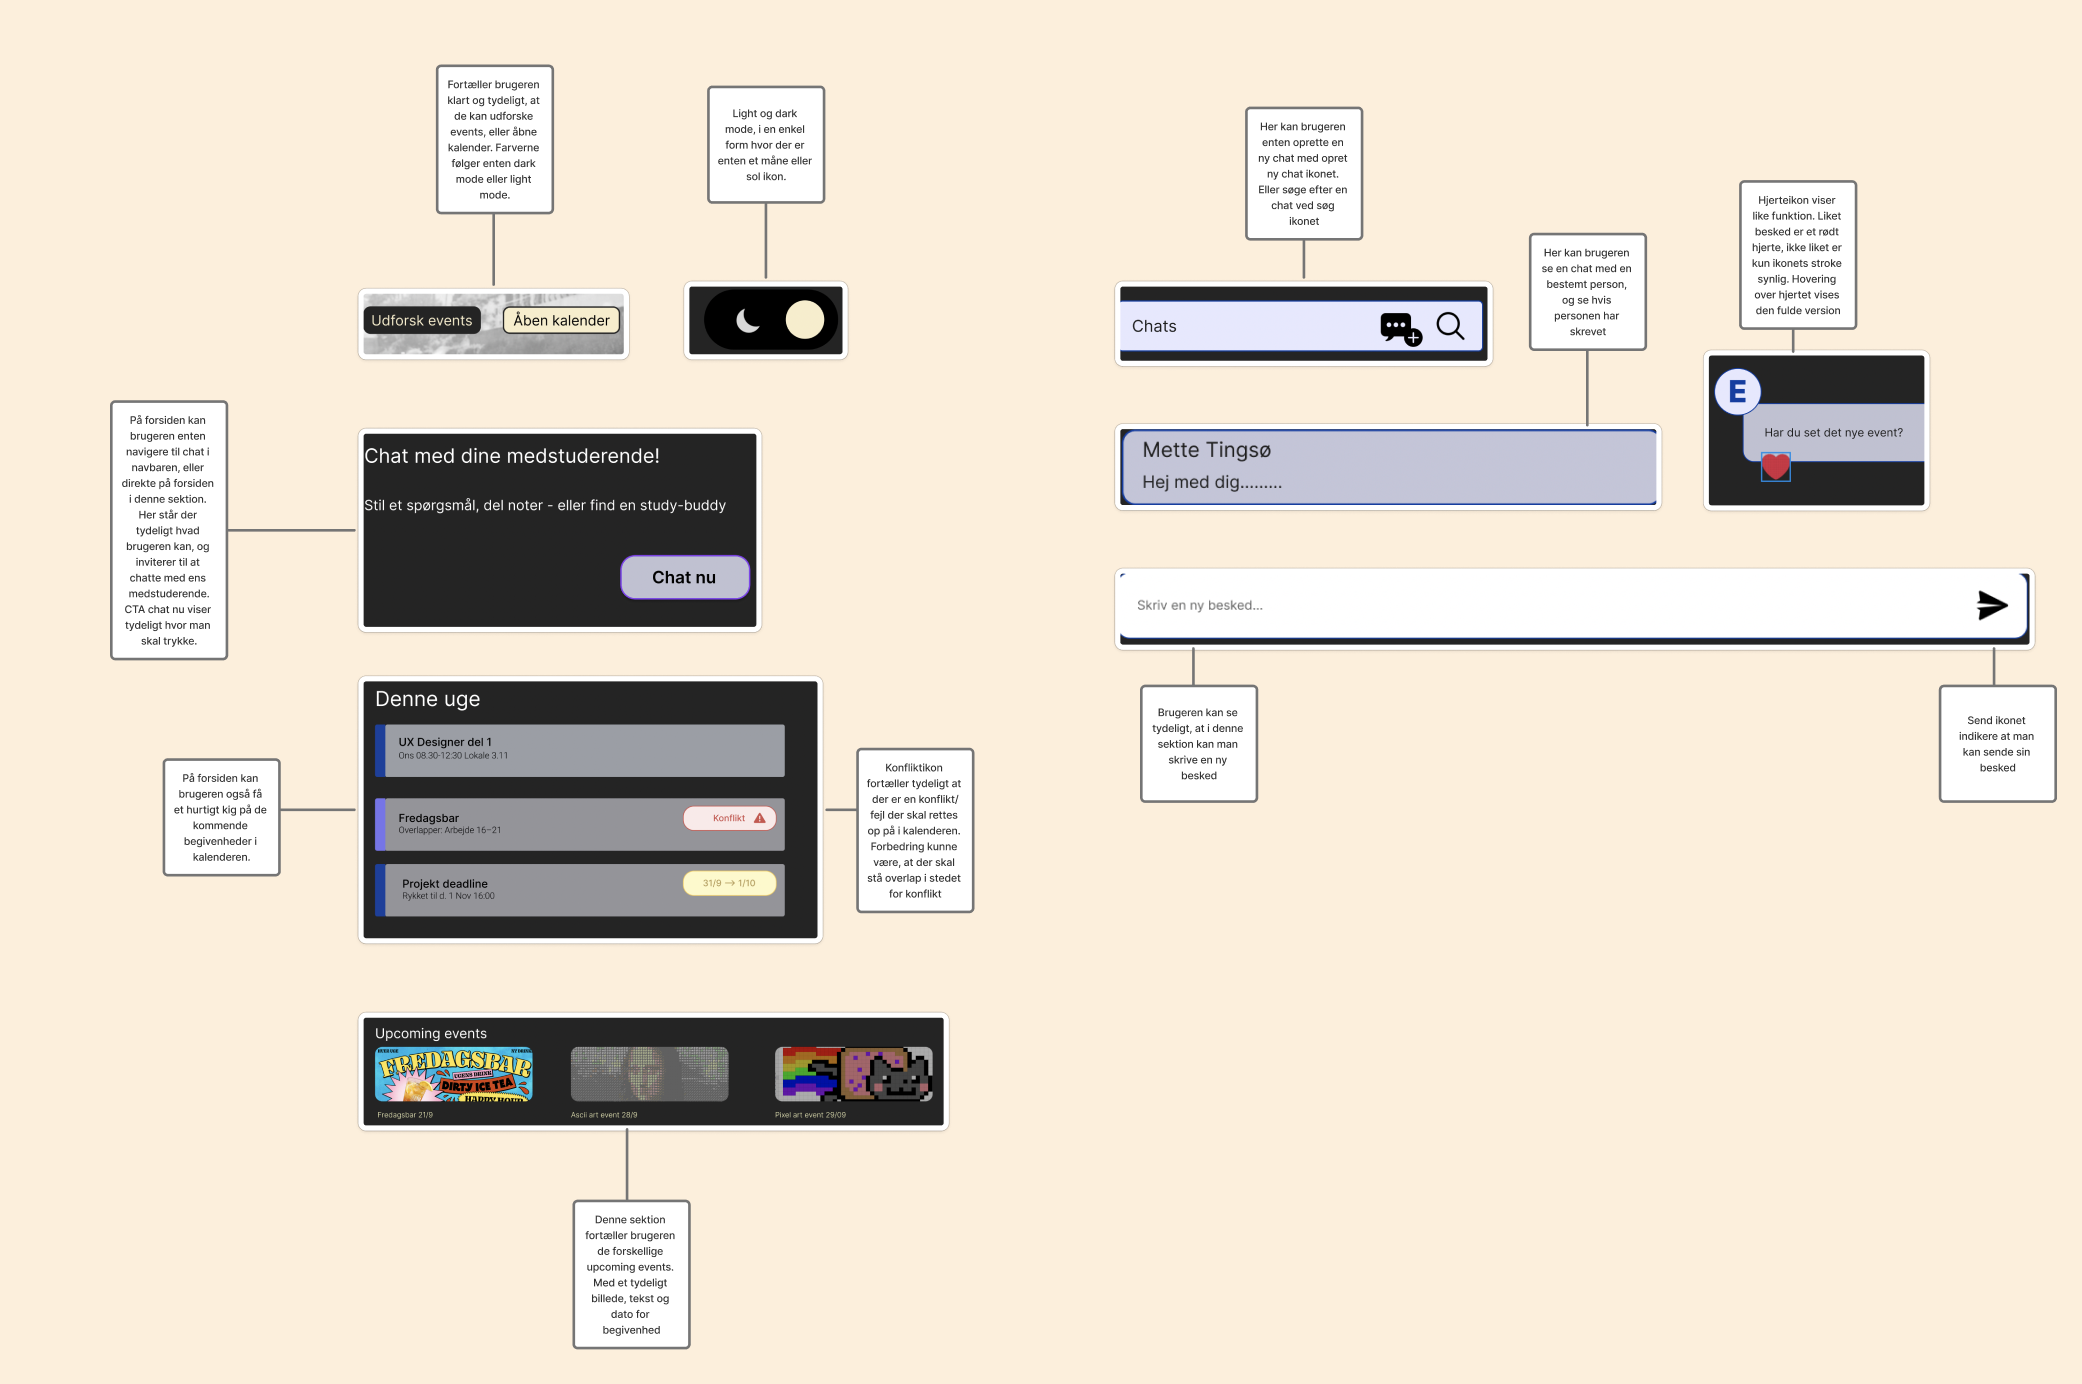 Fortæller brugeren
klart og tydeligt, at
de kan udforske
events, eller åbne
kalender. Farverne
følger enten dark
mode eller light
mode.
Light og dark
mode, i en enkel
form hvor der er
enten et måne eller
sol ikon.
Udforsk events
Åben kalender
På forsiden kan
brugeren enten
navigere til chat i
navbaren, eller
direkte på forsiden
i denne sektion.
Her står der
tydeligt hvad
brugeren kan, og
inviterer til at
chatte med ens
medstuderende.
CTA chat nu viser
tydeligt hvor man
skal trykke.
Chat med dine medstuderende!
Stil et spørgsmål, del noter - eller find en study-buddy
Chat nu
På forsiden kan
brugeren også få
et hurtigt kig på de
kommende
begivenheder i
kalenderen.
Denne uge
UX Designer del 1
Ons 08.30-12:30 Lokale 3.11
Fredagsbar
Overlapper: Arbejde 16–21
Konflikt
Projekt deadline
Rykket til d. 1 Nov 16:00
31/9 → 1/10
Konfliktikon
fortæller tydeligt at
der er en konflikt/
fejl der skal rettes
op på i kalenderen.
Forbedring kunne
være, at der skal
stå overlap i stedet
for konflikt
Upcoming events
FREDAGSBAR
UGENS DRINK
DIRTY ICE TEA
HAPPY HOUR
Fredagsbar 21/9
Ascii art event 28/9
Pixel art event 29/09
Denne sektion
fortæller brugeren
de forskellige
upcoming events.
Med et tydeligt
billede, tekst og
dato for
begivenhed
Her kan brugeren
enten oprette en
ny chat med opret
ny chat ikonet.
Eller søge efter en
chat ved søg
ikonet
Chats
Her kan brugeren
se en chat med en
bestemt person,
og se hvis
personen har
skrevet
Mette Tingsø
Hej med dig.........
Hjerteikon viser
like funktion. Liket
besked er et rødt
hjerte, ikke liket er
kun ikonets stroke
synlig. Hovering
over hjertet vises
den fulde version
E
Har du set det nye event?
Skriv en ny besked...
Brugeren kan se
tydeligt, at i denne
sektion kan man
skrive en ny
besked
Send ikonet
indikere at man
kan sende sin
besked